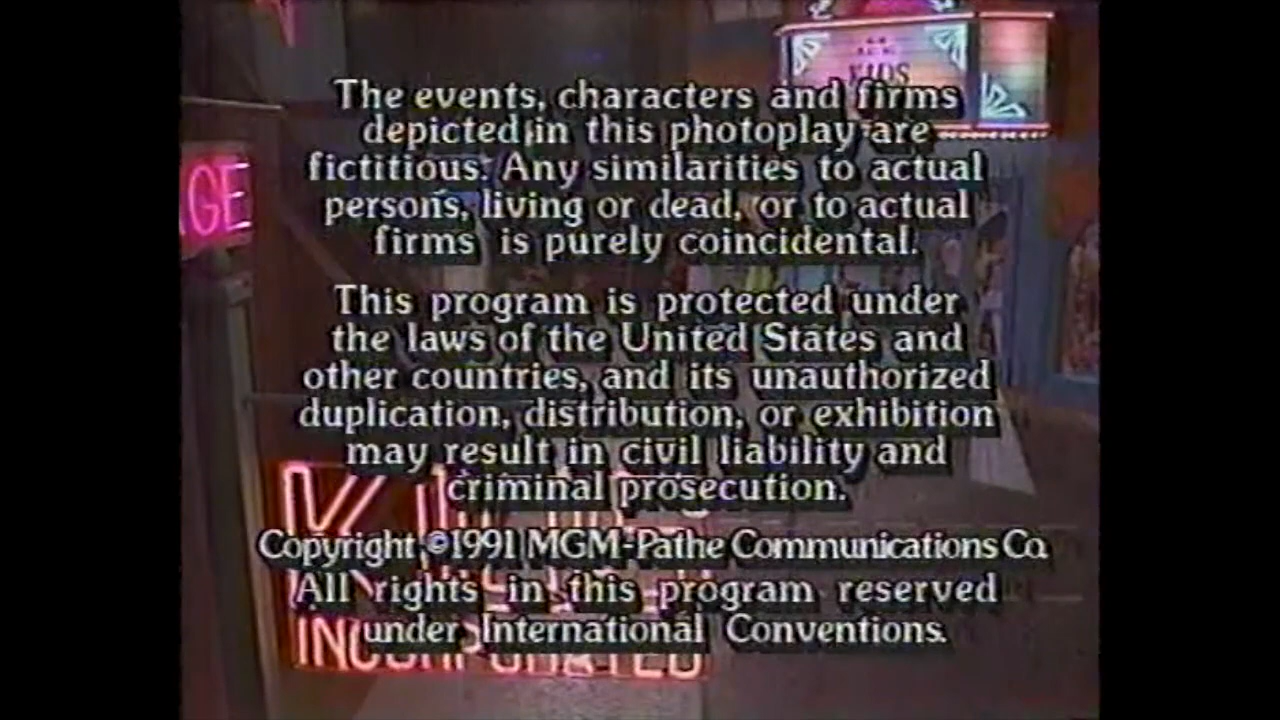 KIDS
The events, characters and firms
depicted in this photoplay are
fictitious. Any similarities to actual
persons, living or dead, or to actual
firms is purely coincidental.
This program is protected under
the laws of the United States and
other countries, and its unauthorized
duplication, distribution, or exhibition
may result in civil liability and
criminal prosecution.
Copyright ©1991 MGM-Pathe Communications Co.
All rights in this program reserved
under International Conventions.
AGE
KIDS
INCORPORATED